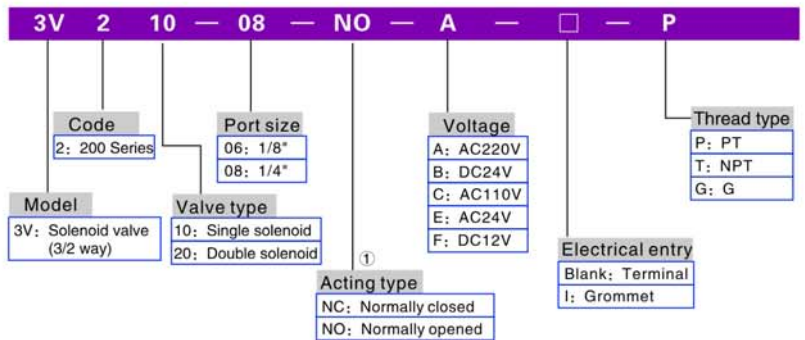 3V 2 10 — 08 — NO — A — □ — P
Code
2: 200 Series
Port size
06: 1/8"
08: 1/4"
Voltage
A: AC220V
B: DC24V
C: AC110V
E: AC24V
F: DC12V
Thread type
P: PT
T: NPT
G: G
Model
3V: Solenoid valve
(3/2 way)
Valve type
10: Single solenoid
20: Double solenoid
①
Acting type
NC: Normally closed
NO: Normally opened
Electrical entry
Blank: Terminal
I: Grommet